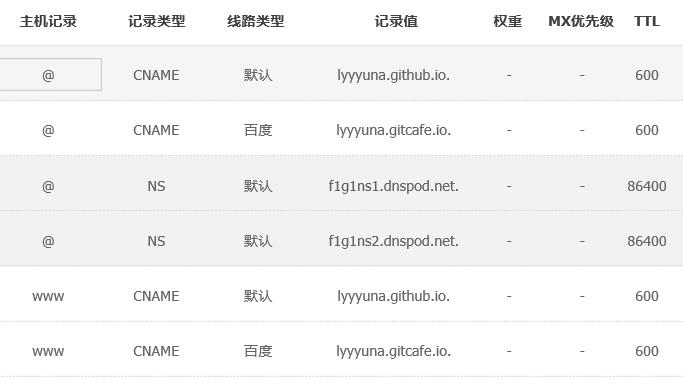 主机记录 记录类型 线路类型 记录值 权重 MX优先级 TTL
@ CNAME 默认 lyyyuna.github.io. - - 600
@ CNAME 百度 lyyyuna.gitcafe.io. - - 600
@ NS 默认 f1g1ns1.dnspod.net. - - 86400
@ NS 默认 f1g1ns2.dnspod.net. - - 86400
www CNAME 默认 lyyyuna.github.io. - - 600
www CNAME 百度 lyyyuna.gitcafe.io. - - 600